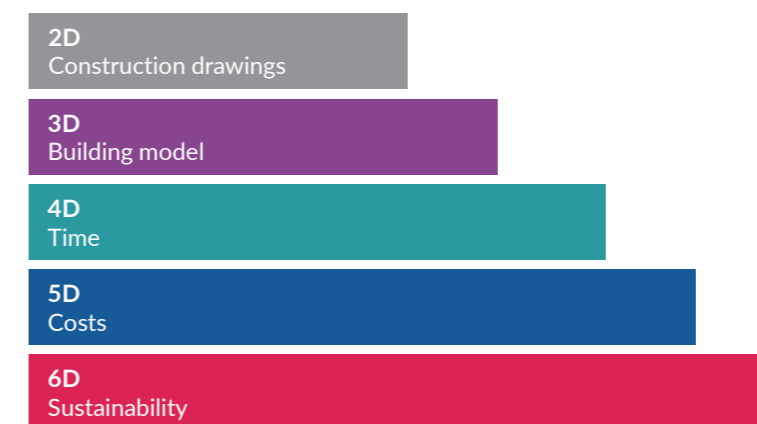 2D
Construction drawings
3D
Building model
4D
Time
5D
Costs
6D
Sustainability